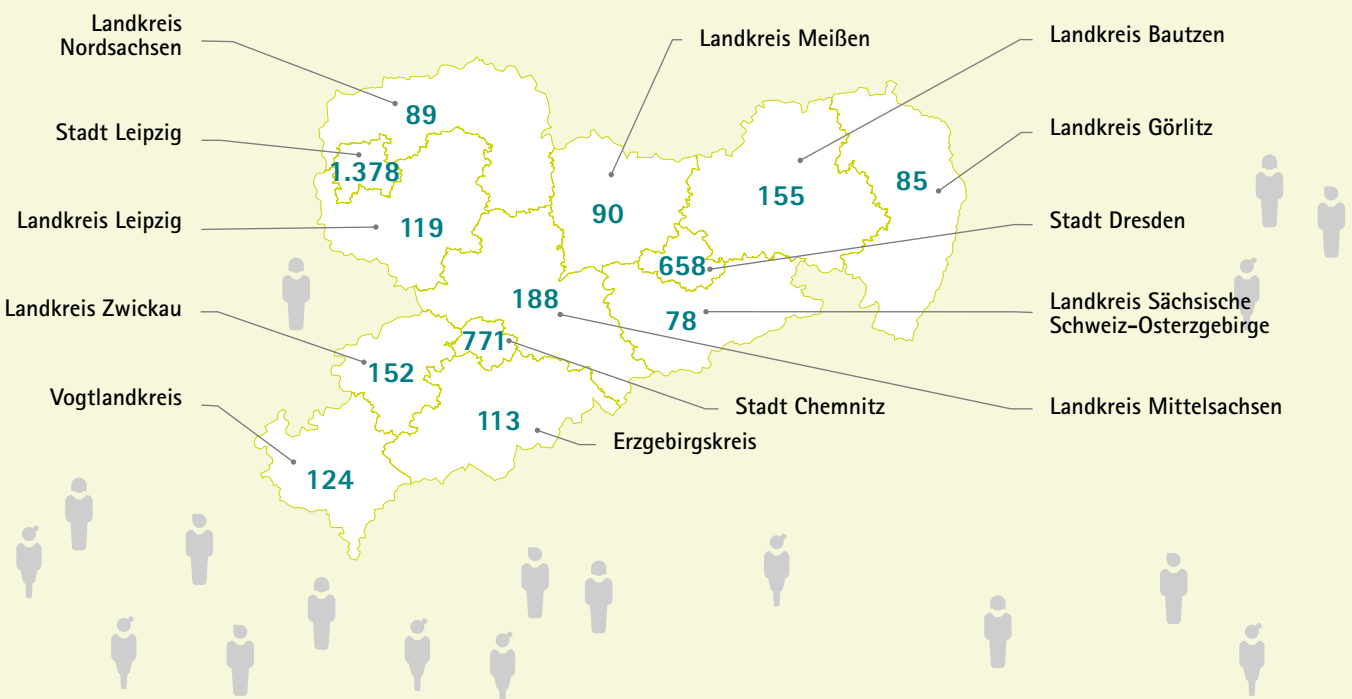 Landkreis
Nordsachsen
Landkreis Meißen
Landkreis Bautzen
89
Stadt Leipzig
Landkreis Görlitz
1.378
85
155
Landkreis Leipzig
119
90
Stadt Dresden
658
188
Landkreis Zwickau
78
Landkreis Sächsische
Schweiz-Osterzgebirge
771
152
Vogtlandkreis
113
Stadt Chemnitz
Landkreis Mittelsachsen
Erzgebirgskreis
124